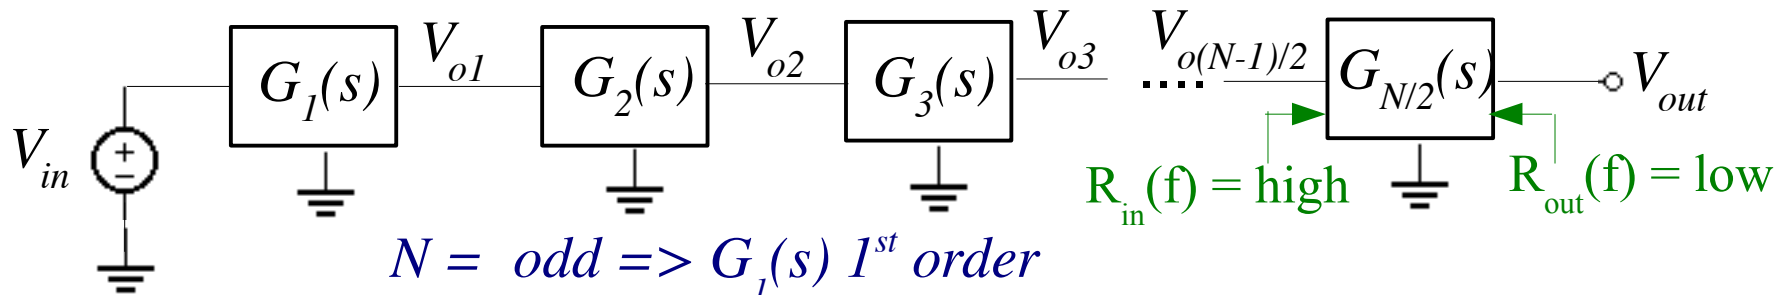 V_in
G_1(s)
V_o1
G_2(s)
V_o2
G_3(s)
V_o3
....
V_o(N-1)/2
G_N/2(s)
V_out
R_in(f) = high
R_out(f) = low
N = odd => G_1(s) 1^st order